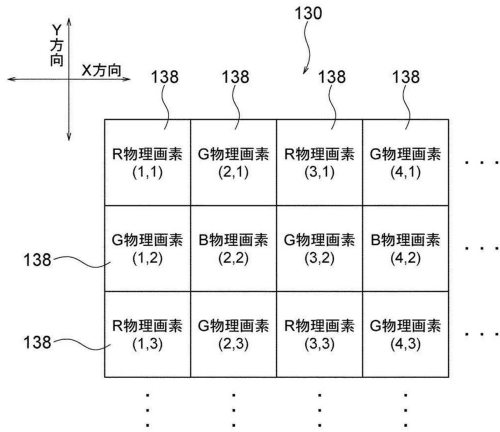 Y方向
130
X方向
138 138 138 138
R物理画素 G物理画素 R物理画素 G物理画素
(1,1) (2,1) (3,1) (4,1)
138
G物理画素 B物理画素 G物理画素 B物理画素
(1,2) (2,2) (3,2) (4,2)
138
R物理画素 G物理画素 R物理画素 G物理画素
(1,3) (2,3) (3,3) (4,3)